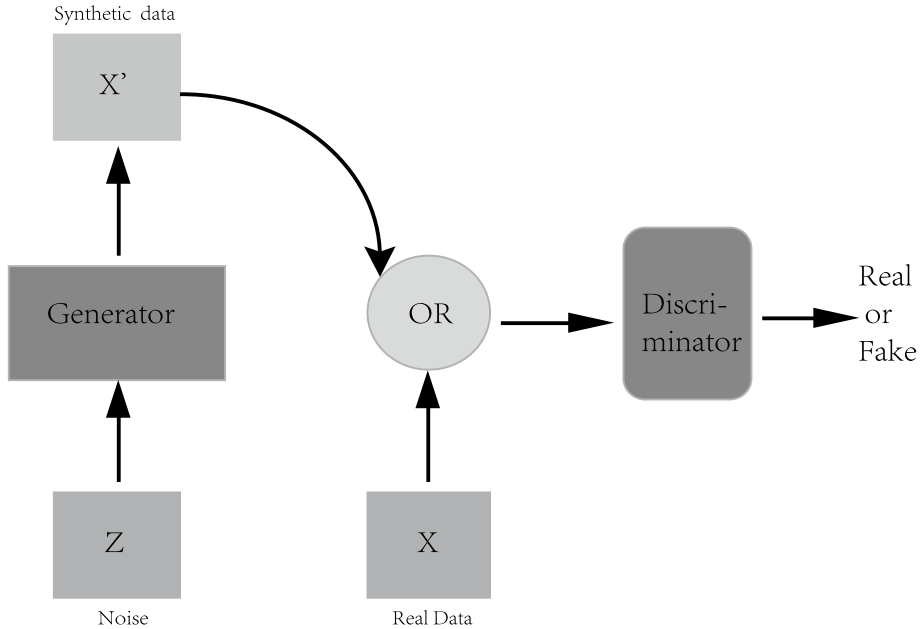 Synthetic data
X’
Generator
Z
Noise
OR
X
Real Data
Discri-
minator
Real
or
Fake